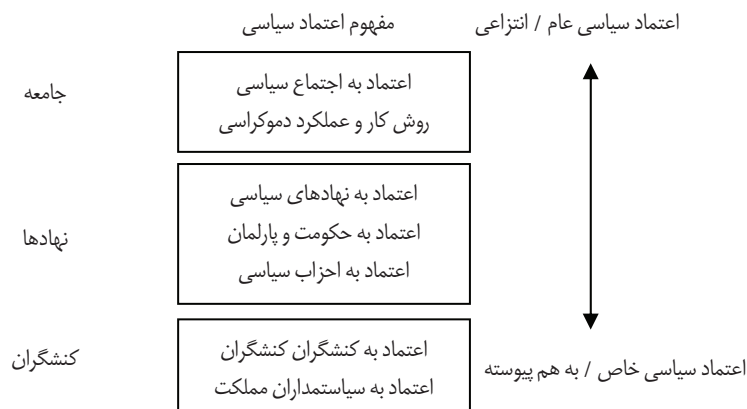 اعتماد سیاسی عام / انتزاعی
مفهوم اعتماد سیاسی
جامعه
اعتماد به اجتماع سیاسی
روش کار و عملکرد دموکراسی
نهادها
اعتماد به نهادهای سیاسی
اعتماد به حکومت و پارلمان
اعتماد به احزاب سیاسی
کنشگران
اعتماد به کنشگران کنشگران
اعتماد به سیاستمداران مملکت
اعتماد سیاسی خاص / به هم پیوسته